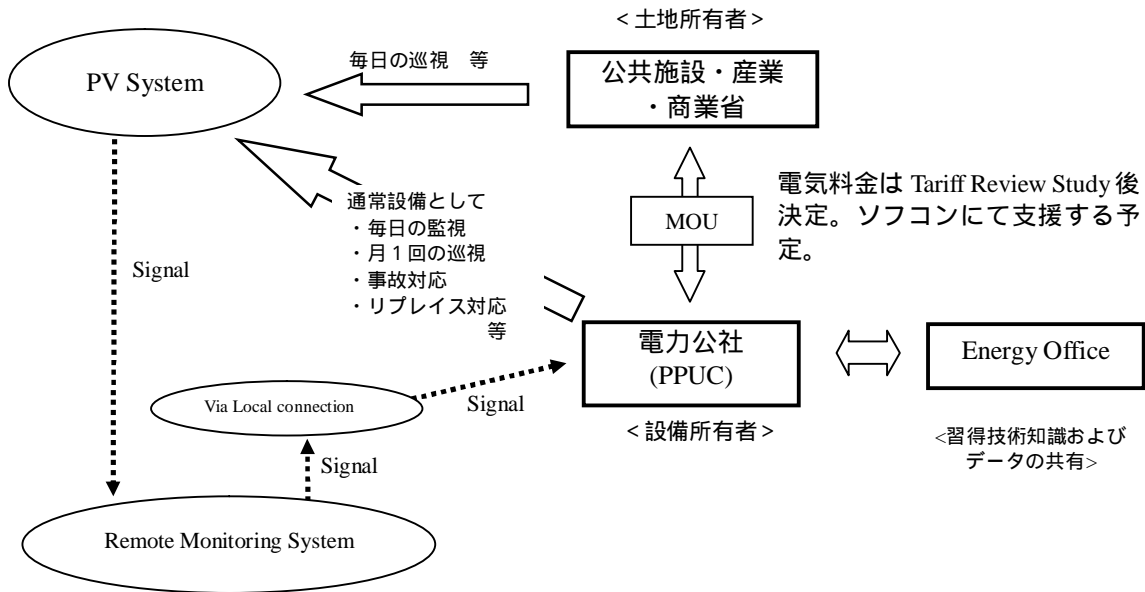 <土地所有者>
毎日の巡視 等
公共施設・産業
・商業省
PV System
通常設備として
・毎日の監視
・月1回の巡視
・事故対応
・リプレイス対応
等
MOU
電気料金は Tariff Review Study 後
決定。ソフコンにて支援する予
定。
Signal
電力公社
(PPUC)
Energy Office
Via Local connection
Signal
<設備所有者>
<習得技術知識および
データの共有>
Signal
Remote Monitoring System